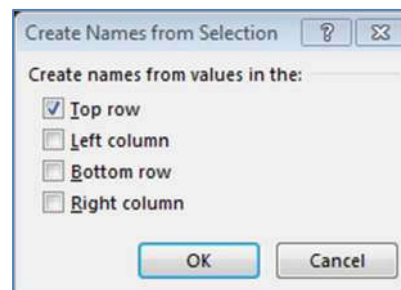 Create Names from Selection ? X
Create names from values in the:
Top row
Left column
Bottom row
Right column
OK Cancel